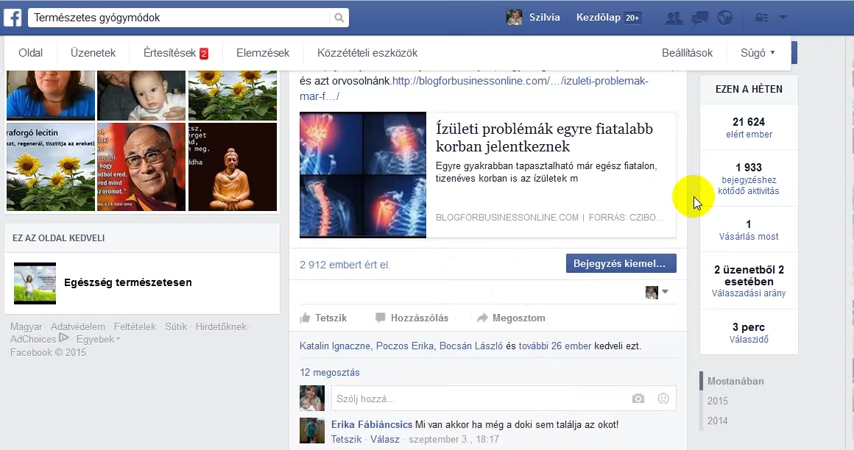 Természetes gyógymódok
Szilvia
Kezdőlap 20+
Oldal
Üzenetek
Értesítések 2
Elemzések
Közzétételi eszközök
Beállítások
Súgó
raforgó lecitin
EZ AZ OLDAL KEDVELI
Egészség természetesen
Magyar · Adatvédelem · Feltételek · Sütik · Hirdetőknek ·
AdChoices · Egyebek
Facebook © 2015
és azt orvosolnánk.http://blogforbusinessonline.com/…/izuleti-problemak-
mar-f…/
Ízületi problémák egyre fiatalabb
korban jelentkeznek
Egyre gyakrabban tapasztalható már egész fiatalon,
tizenéves korban is az ízületek m
BLOGFORBUSINESSONLINE.COM | FORRÁS: CZIBO...
2 912 embert ért el.
Bejegyzés kiemel...
Tetszik
Hozzászólás
Megosztom
Katalin Ignaczne, Poczos Erika, Bocsán László és további 26 ember kedveli ezt.
12 megosztás
Szólj hozzá...
Erika Fábiáncsics Mi van akkor ha még a doki sem találja az okot!
Tetszik · Válasz · szeptember 3., 18:17
EZEN A HÉTEN
21 624
elért ember
1 933
bejegyzéshez
kötődő aktivitás
1
Vásárlás most
2 üzenetből 2
esetében
Válaszadási arány
3 perc
Válaszidő
Mostanában
2015
2014